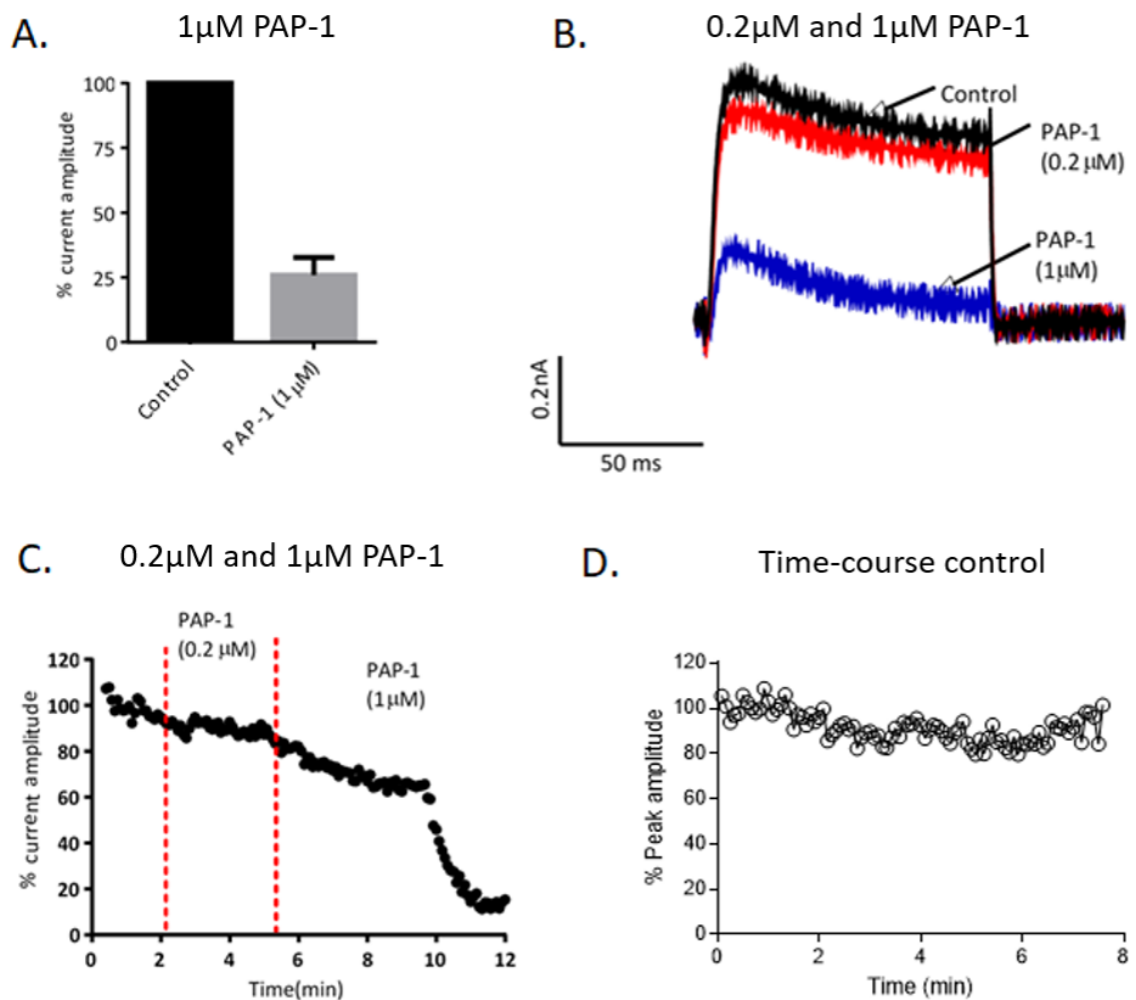 A.
1µM PAP-1
% current amplitude
100
75
50
25
0
Control
PAP-1 (1 µM)
B.
0.2µM and 1µM PAP-1
Control
PAP-1
(0.2 µM)
PAP-1
(1µM)
0.2nA
50 ms
C.
0.2µM and 1µM PAP-1
PAP-1
(0.2 µM)
PAP-1
(1µM)
% current amplitude
120
100
80
60
40
20
0
0 2 4 6 8 10 12
Time(min)
D.
Time-course control
% Peak amplitude
120
100
80
60
40
20
0
0 2 4 6 8
Time (min)